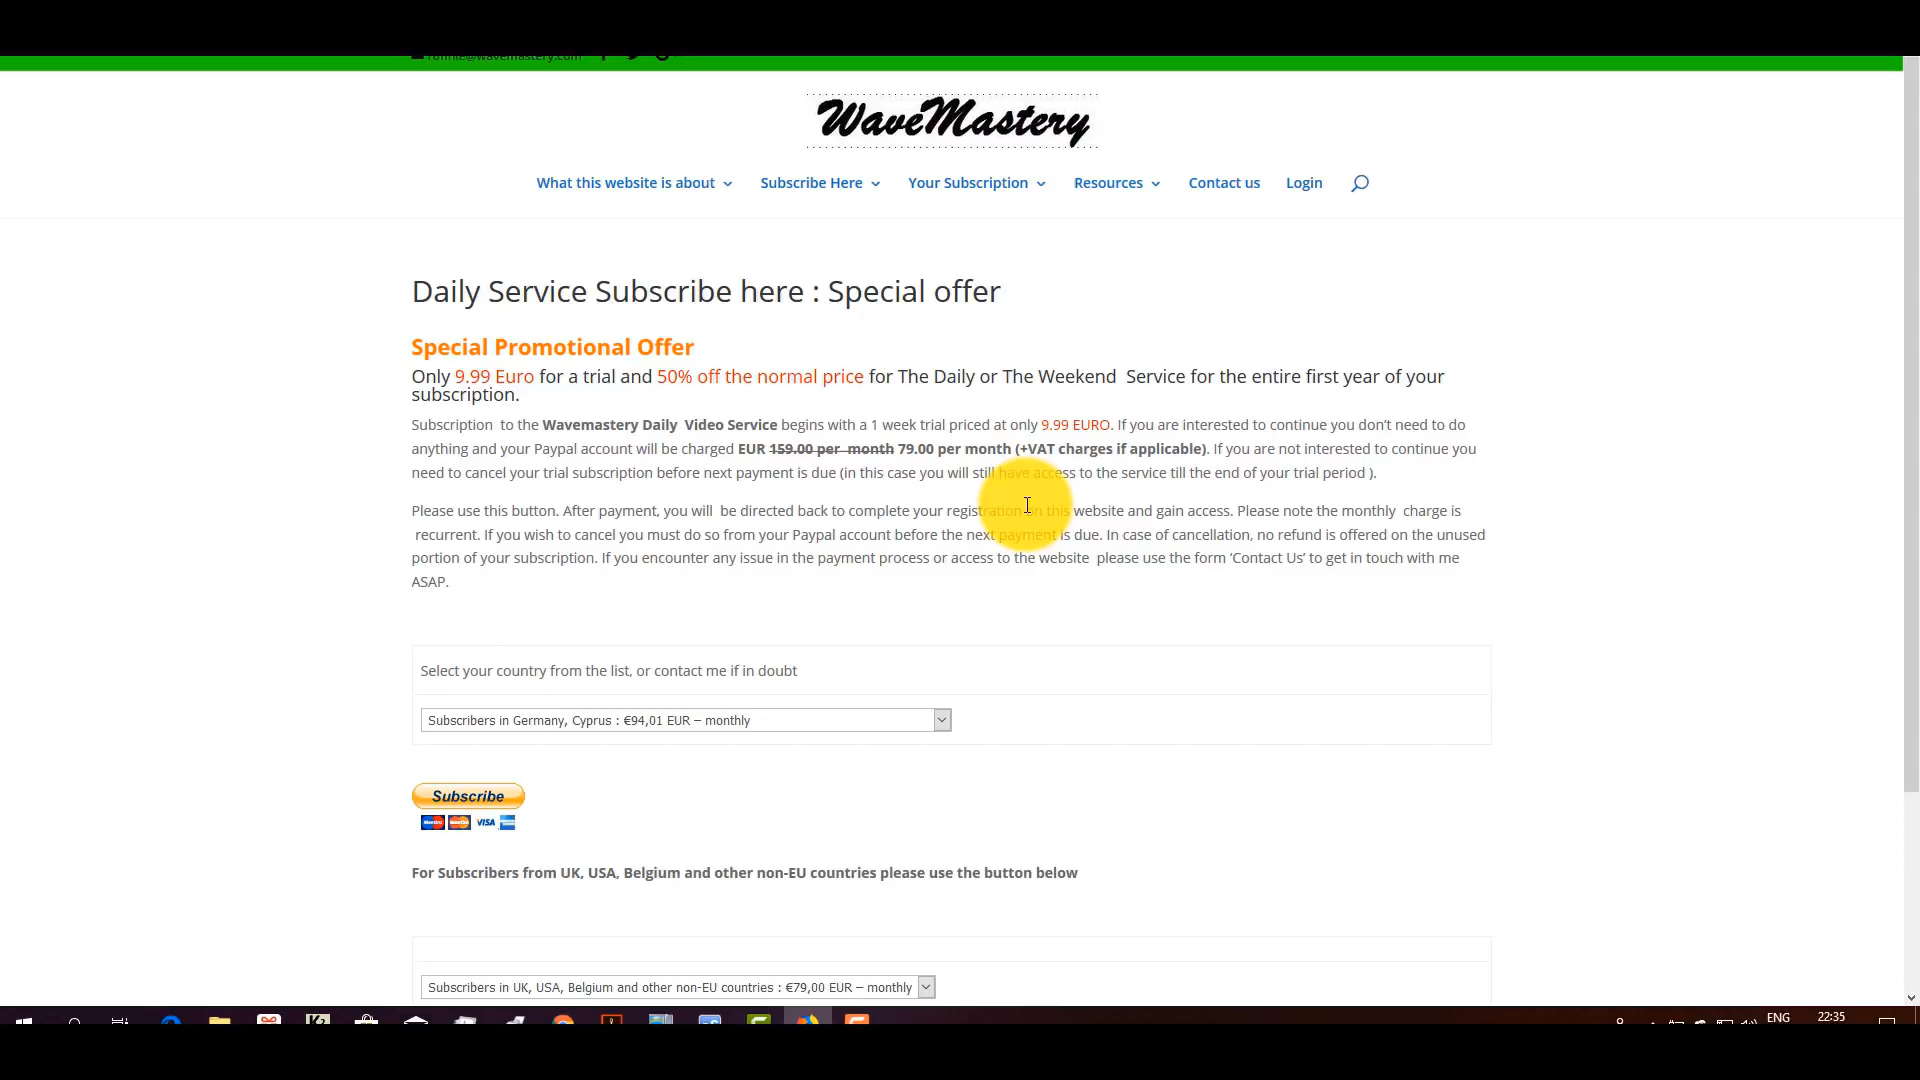 ronnie@wavemastery.com
WaveMastery
What this website is about Subscribe Here Your Subscription Resources Contact us Login
Daily Service Subscribe here : Special offer
Special Promotional Offer
Only 9.99 Euro for a trial and 50% off the normal price for The Daily or The Weekend Service for the entire first year of your
subscription.
Subscription to the Wavemastery Daily Video Service begins with a 1 week trial priced at only 9.99 EURO. If you are interested to continue you don't need to do
anything and your Paypal account will be charged EUR 159.00 per month 79.00 per month (+VAT charges if applicable). If you are not interested to continue you
need to cancel your trial subscription before next payment is due (in this case you will still have access to the service till the end of your trial period ).
Please use this button. After payment, you will be directed back to complete your registration on this website and gain access. Please note the monthly charge is
recurrent. If you wish to cancel you must do so from your Paypal account before the next payment is due. In case of cancellation, no refund is offered on the unused
portion of your subscription. If you encounter any issue in the payment process or access to the website please use the form ‘Contact Us’ to get in touch with me
ASAP.
Select your country from the list, or contact me if in doubt
Subscribers in Germany, Cyprus : €94,01 EUR – monthly
Subscribe
VISA
For Subscribers from UK, USA, Belgium and other non-EU countries please use the button below
Subscribers in UK, USA, Belgium and other non-EU countries : €79,00 EUR – monthly
ENG 22:35